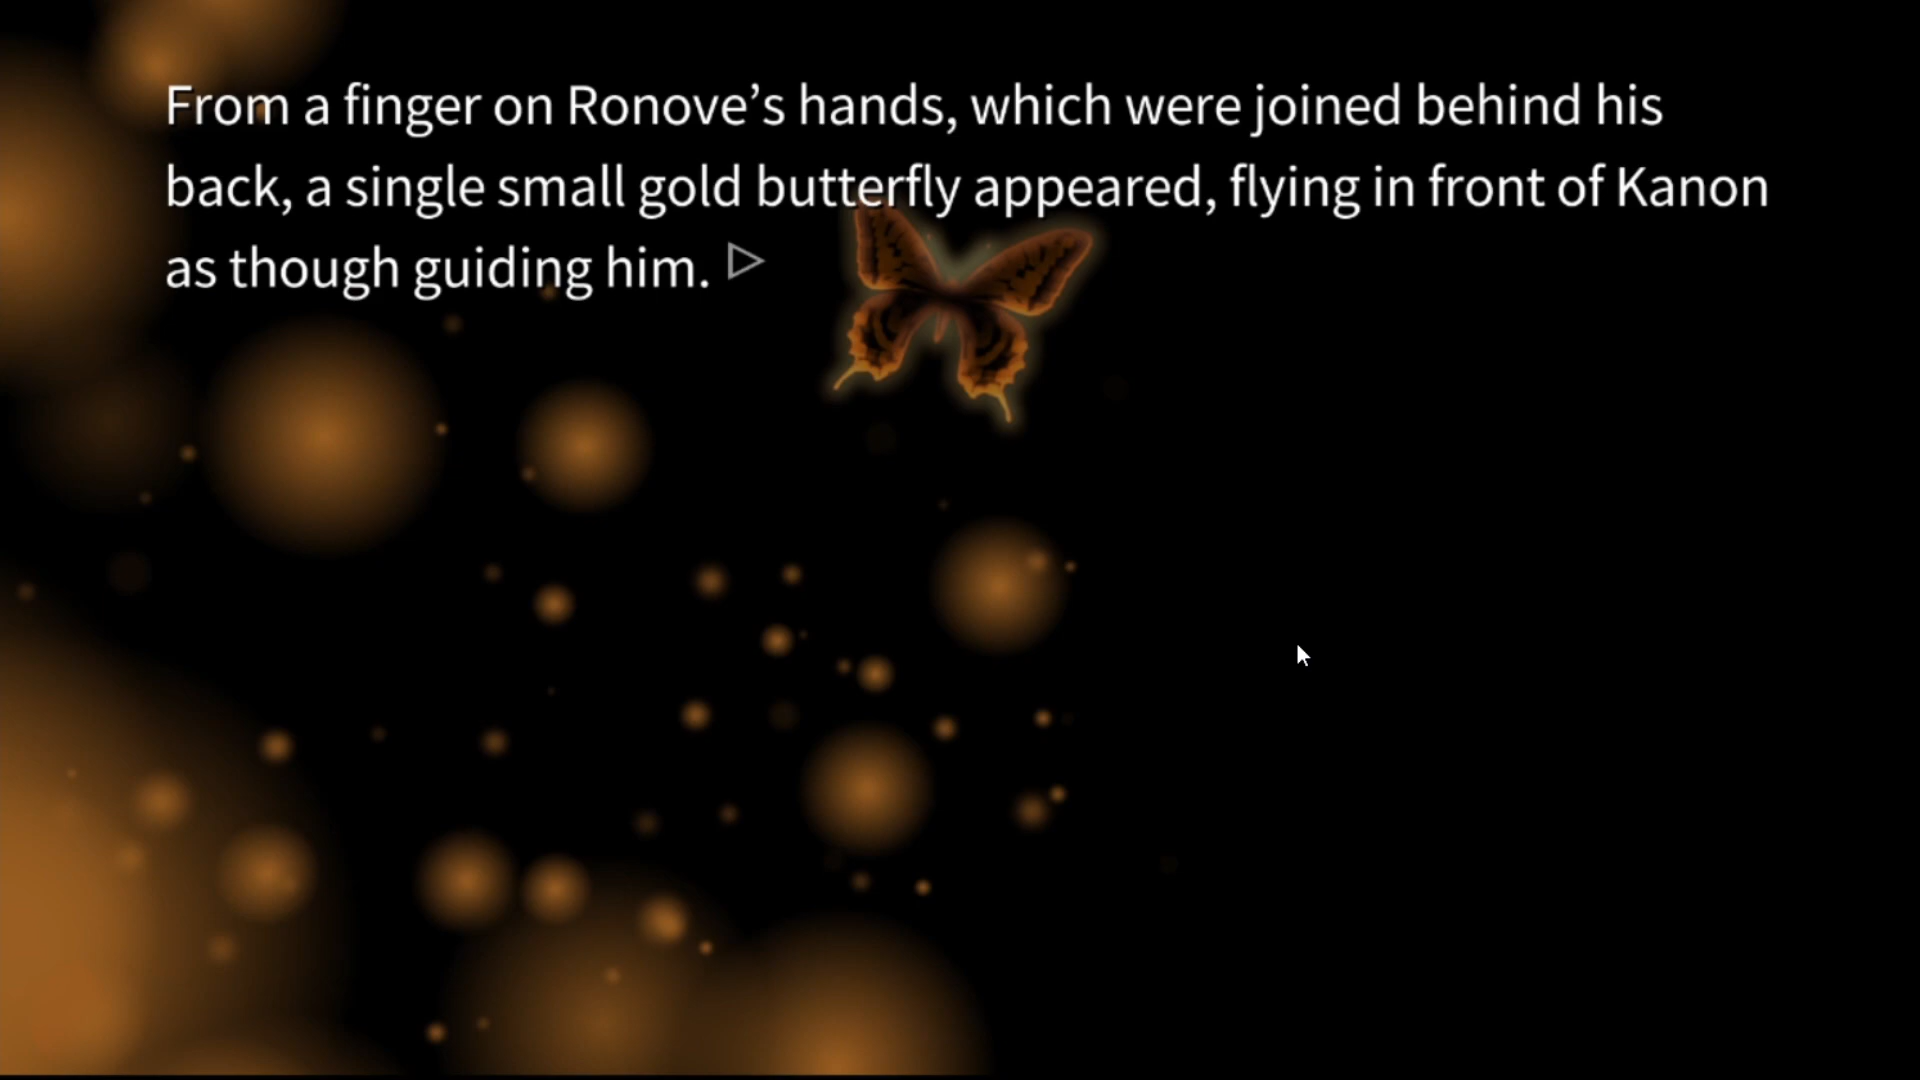 From a finger on Ronove’s hands, which were joined behind his
back, a single small gold butterfly appeared, flying in front of Kanon
as though guiding him.